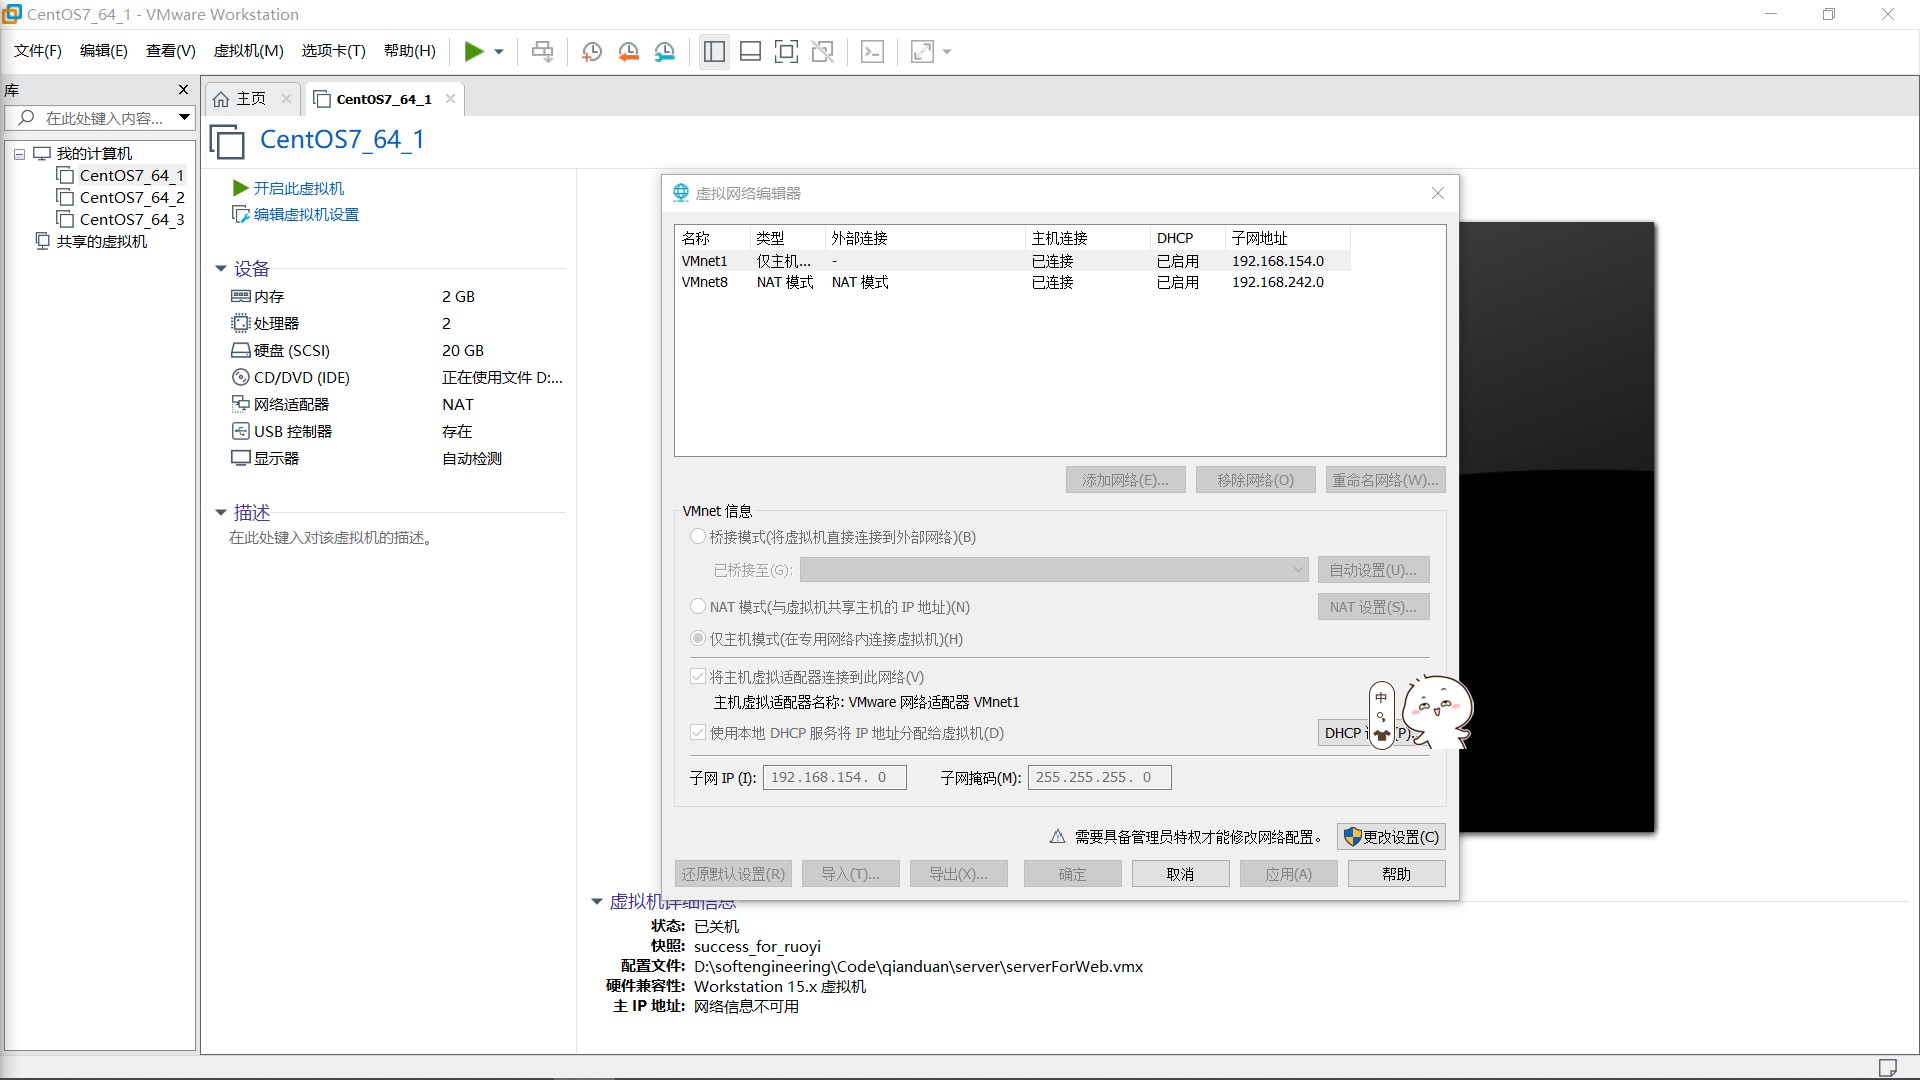 CentOS7_64_1 - VMware Workstation
文件(F) 编辑(E) 查看(V) 虚拟机(M) 选项卡(T) 帮助(H)
库
在此处键入内容...
我的计算机
CentOS7_64_1
CentOS7_64_2
CentOS7_64_3
共享的虚拟机
主页 CentOS7_64_1
CentOS7_64_1
开启此虚拟机
编辑虚拟机设置
设备
内存 2 GB
处理器 2
硬盘 (SCSI) 20 GB
CD/DVD (IDE) 正在使用文件 D:...
网络适配器 NAT
USB 控制器 存在
显示器 自动检测
描述
在此处键入对该虚拟机的描述。
虚拟网络编辑器
名称 类型 外部连接 主机连接 DHCP 子网地址
VMnet1 仅主机... - 已连接 已启用 192.168.154.0
VMnet8 NAT 模式 NAT 模式 已连接 已启用 192.168.242.0
添加网络(E)... 移除网络(O) 重命名网络(W)...
VMnet 信息
桥接模式(将虚拟机直接连接到外部网络)(B)
已桥接至(G): 自动设置(U)...
NAT 模式(与虚拟机共享主机的 IP 地址)(N) NAT 设置(S)...
仅主机模式(在专用网络内连接虚拟机)(H)
将主机虚拟适配器连接到此网络(V)
主机虚拟适配器名称: VMware 网络适配器 VMnet1
中
使用本地 DHCP 服务将 IP 地址分配给虚拟机(D) DHCP (P)...
子网 IP (I): 192.168.154. 0 子网掩码(M): 255.255.255. 0
需要具备管理员特权才能修改网络配置。 更改设置(C)
还原默认设置(R) 导入(T)... 导出(X)... 确定 取消 应用(A) 帮助
虚拟机详细信息
状态: 已关机
快照: success_for_ruoyi
配置文件: D:\softengineering\Code\qianduan\server\serverForWeb.vmx
硬件兼容性: Workstation 15.x 虚拟机
主 IP 地址: 网络信息不可用